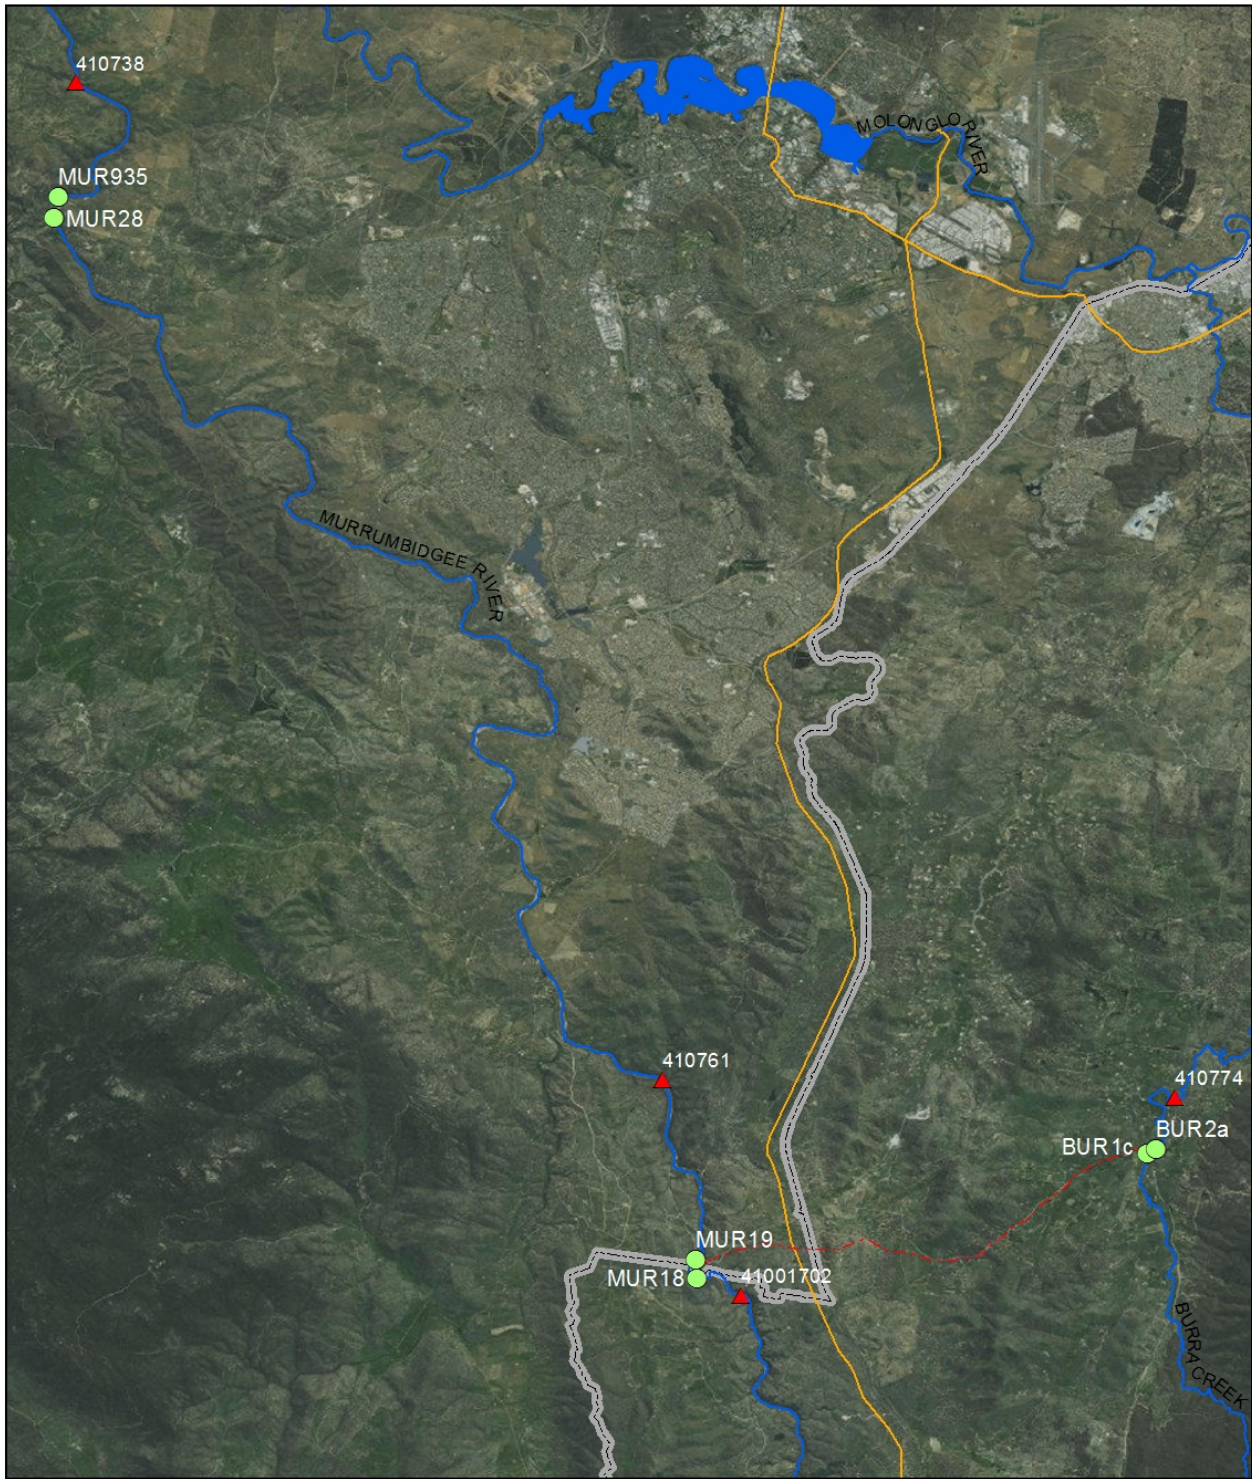 410738
MOLONGLO RIVER
MUR935
MUR28
MURRUMBIDGEE RIVER
410761
410774
BUR2a
BUR1c
MUR19
MUR18
41001702
BURRA CREEK